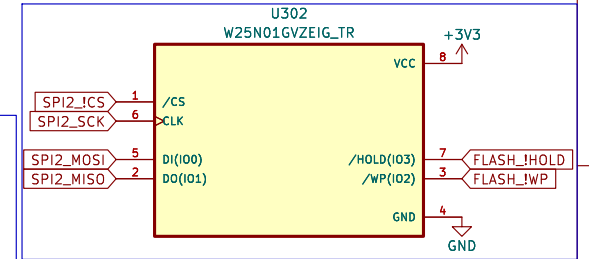 U302
W25N01GVZEIG_TR
+3V3
VCC 8
SPI2_!CS 1 /CS
SPI2_SCK 6 CLK
SPI2_MOSI 5 DI(IO0) /HOLD(IO3) 7 FLASH_!HOLD
SPI2_MISO 2 DO(IO1) /WP(IO2) 3 FLASH_!WP
GND 4
GND